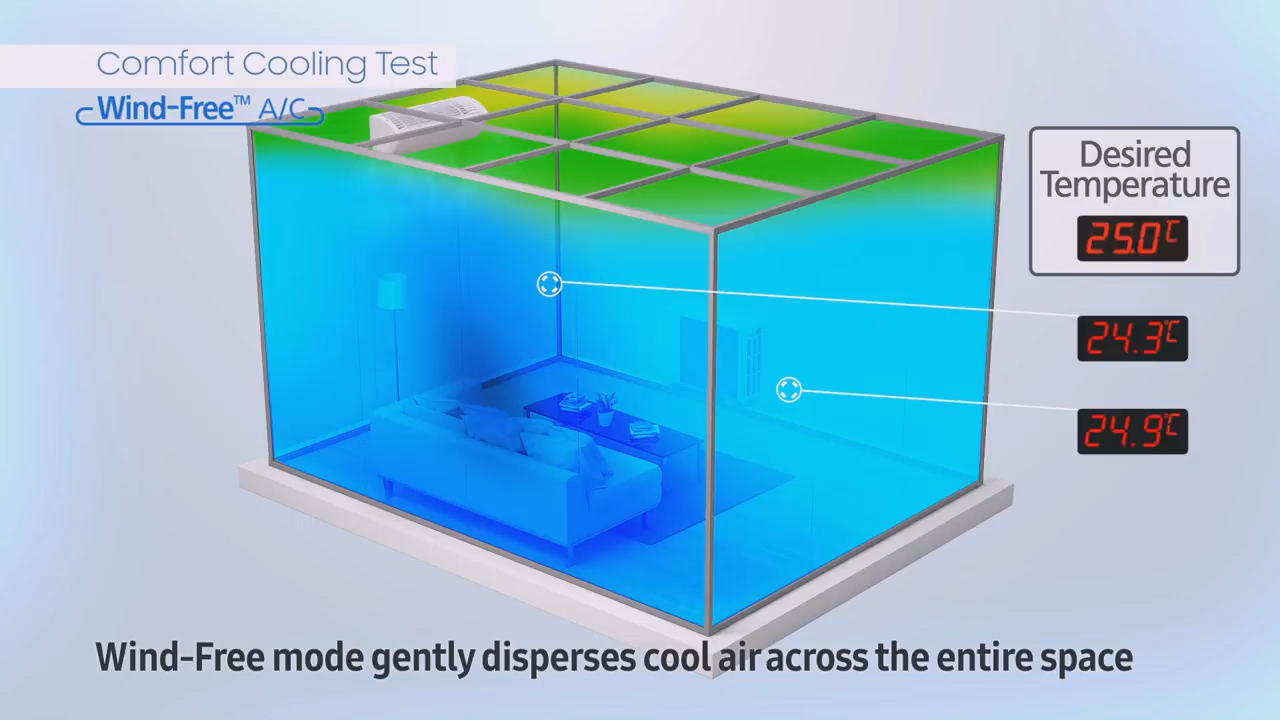 Comfort Cooling Test
Wind-Free™ A/C
Desired
Temperature
25.0℃
24.3℃
24.9℃
Wind-Free mode gently disperses cool air across the entire space